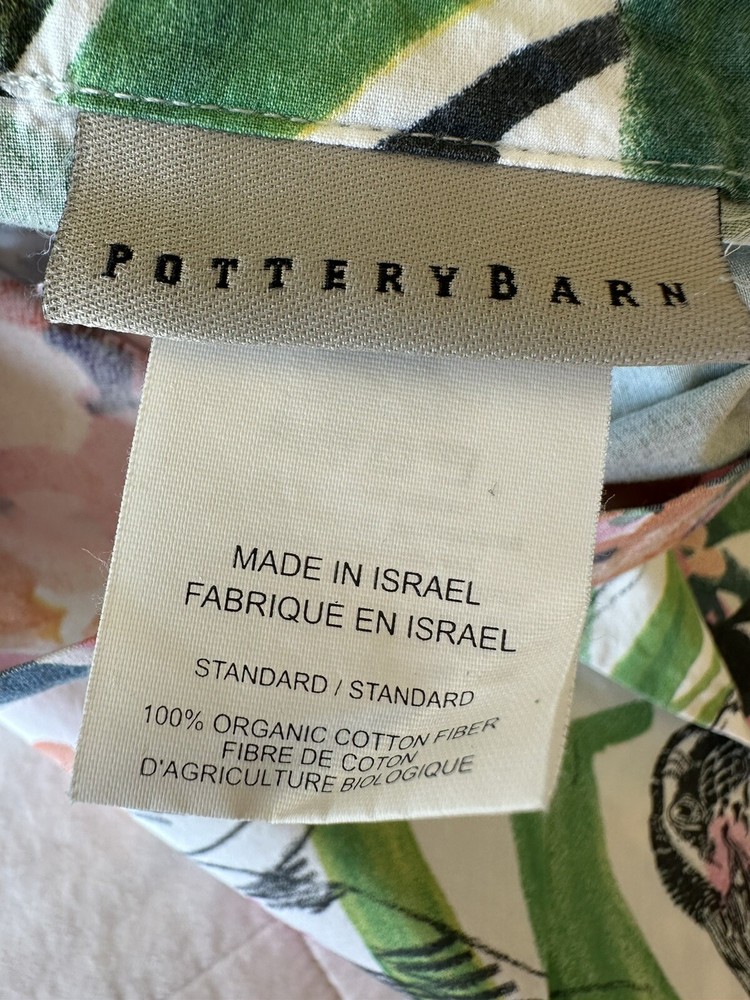 POTTERYBARN
MADE IN ISRAEL
FABRIQUÉ EN ISRAEL
STANDARD / STANDARD
100% ORGANIC COTTON FIBER
FIBRE DE COTON
D'AGRICULTURE BIOLOGIQUE